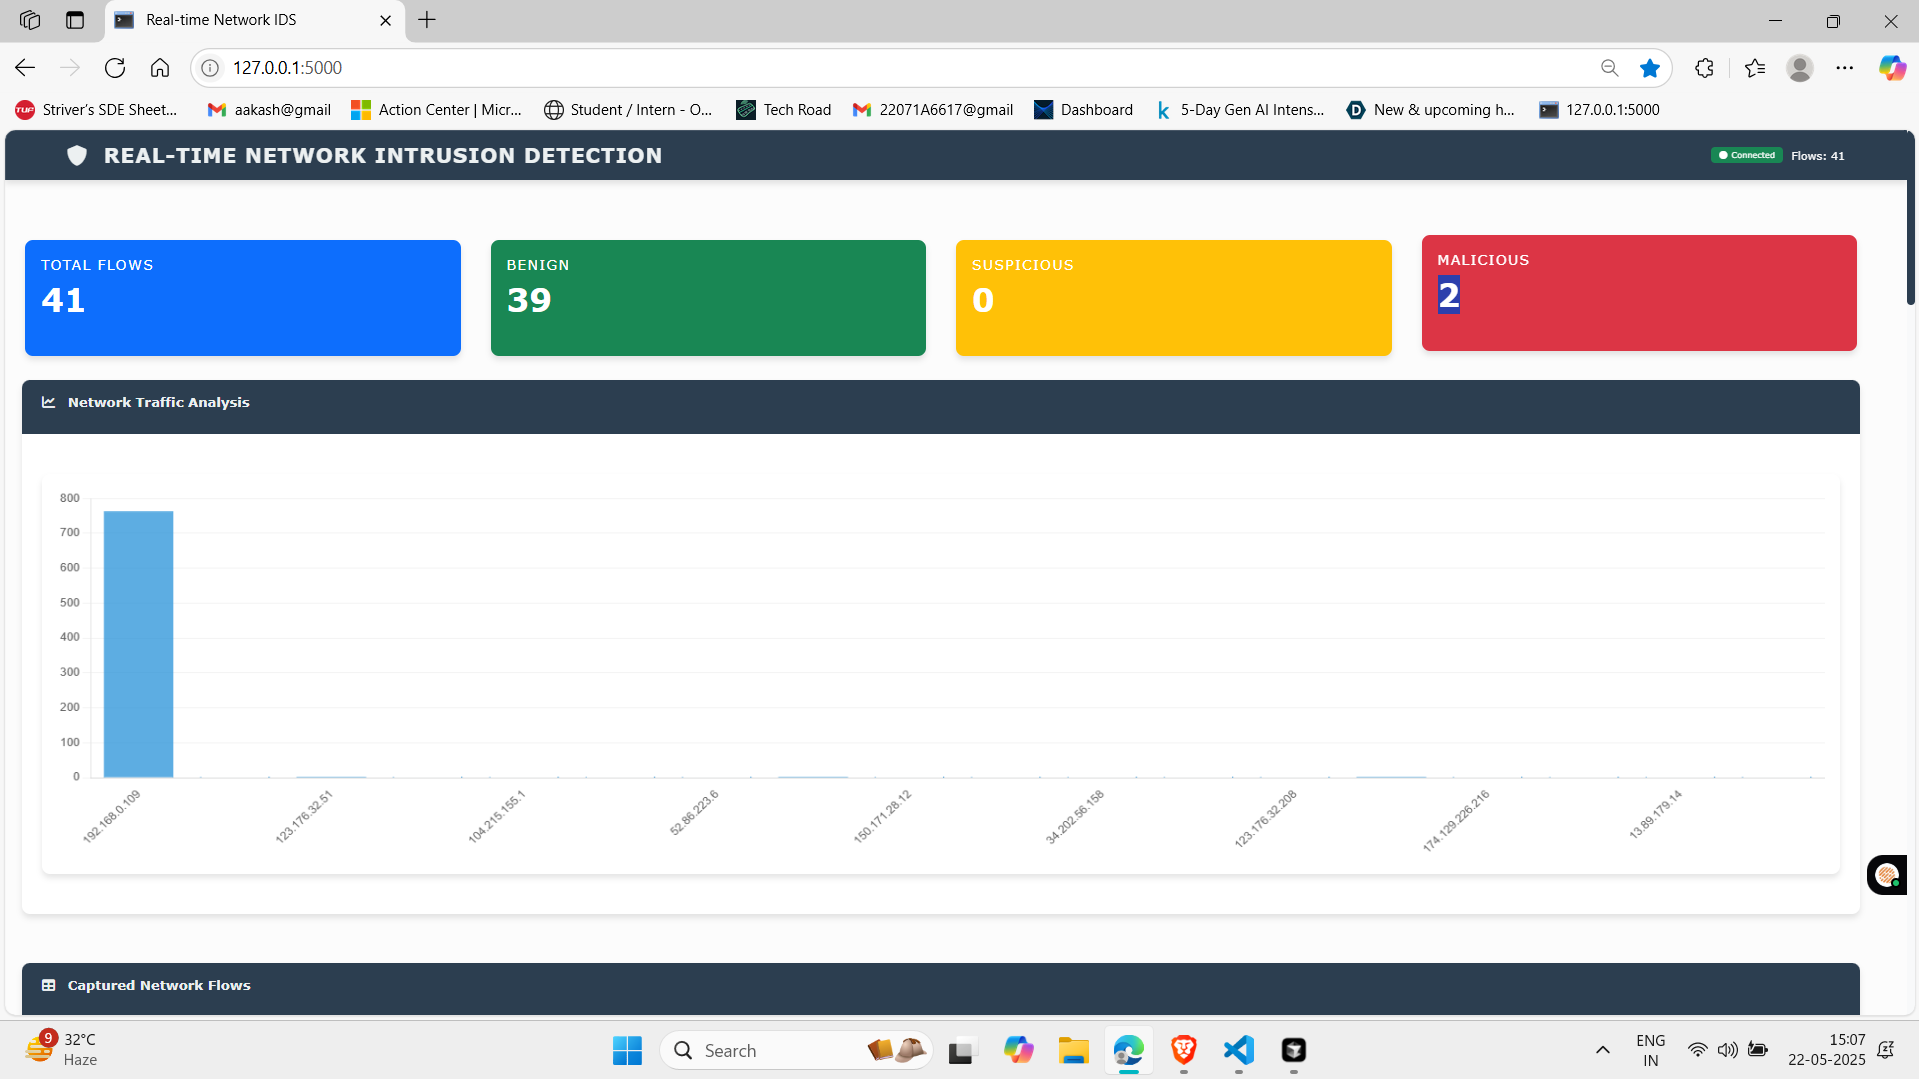 Real-time Network IDS
127.0.0.1:5000
TUF Striver's SDE Sheet... aakash@gmail Action Center | Micr... Student / Intern - O... Tech Road 22071A6617@gmail Dashboard k 5-Day Gen AI Intens... D New & upcoming h... 127.0.0.1:5000
REAL-TIME NETWORK INTRUSION DETECTION
Connected Flows: 41
TOTAL FLOWS
41
BENIGN
39
SUSPICIOUS
0
MALICIOUS
2
Network Traffic Analysis
800
700
600
500
400
300
200
100
0
192.168.0.109
123.176.32.51
104.215.155.1
52.86.223.6
150.171.28.12
34.202.56.158
123.176.32.208
174.129.226.216
13.89.179.14
Captured Network Flows
9
32°C
Haze
Search
ENG
IN
15:07
22-05-2025